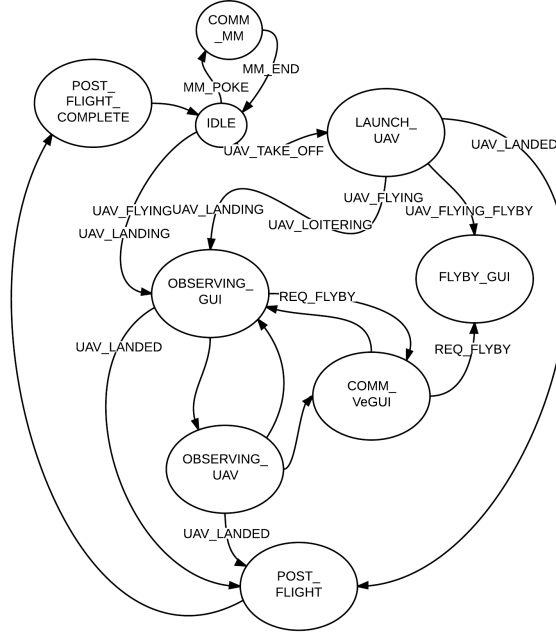 COMM
_MM
MM_END
MM_POKE
POST_
FLIGHT_
COMPLETE
IDLE
LAUNCH_
UAV
UAV_TAKE_OFF
UAV_LANDED
UAV_FLYING
UAV_FLYING
UAV_LANDING
UAV_FLYING_FLYBY
UAV_LOITERING
UAV_LANDING
OBSERVING_
GUI
FLYBY_GUI
REQ_FLYBY
UAV_LANDED
REQ_FLYBY
COMM_
VeGUI
OBSERVING_
UAV
UAV_LANDED
POST_
FLIGHT